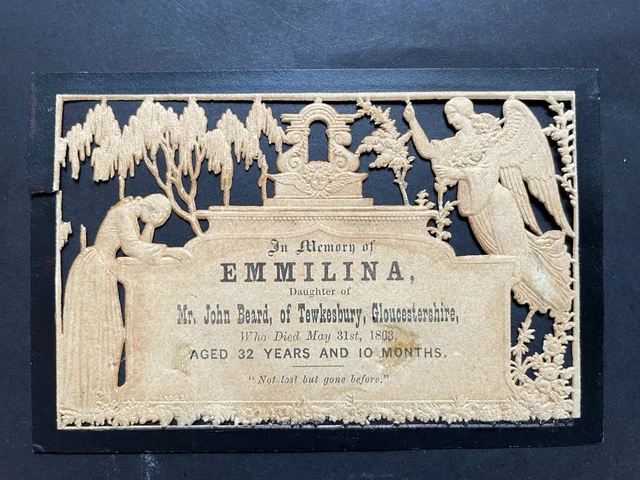 In Memory of
EMMILINA,
Daughter of
Mr. John Beard, of Tewkesbury, Gloucestershire,
Who Died May 31st, 1863,
AGED 32 YEARS AND 10 MONTHS.
"Not lost but gone before."